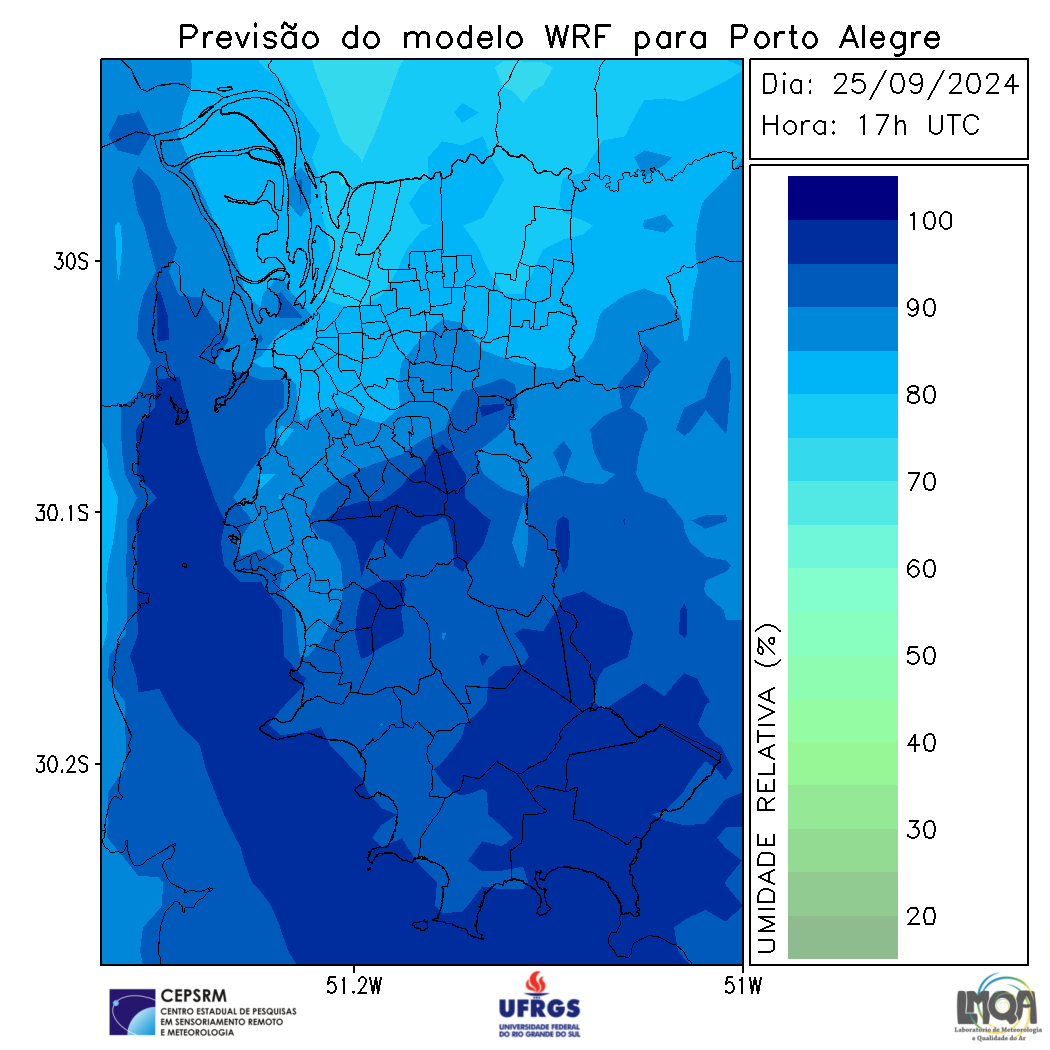 Previsão do modelo WRF para Porto Alegre
Dia: 25/09/2024
Hora: 17h UTC
30S
30.1S
30.2S
51.2W
51W
UMIDADE RELATIVA (%)
100
90
80
70
60
50
40
30
20
CEPSRM
CENTRO ESTADUAL DE PESQUISAS
EM SENSORIAMENTO REMOTO
E METEOROLOGIA
UFRGS
UNIVERSIDADE FEDERAL
DO RIO GRANDE DO SUL
LMQA
Laboratório de Meteorologia
e Qualidade do Ar